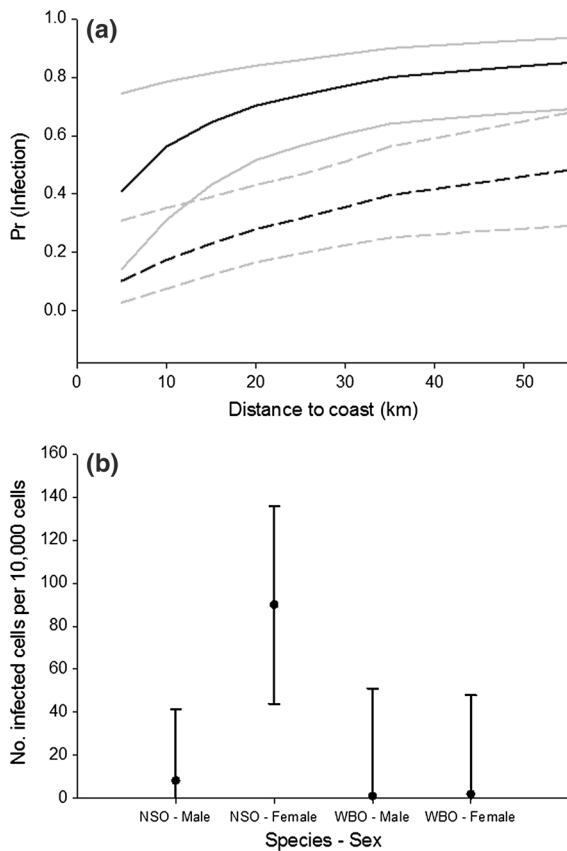 (a)
1.0
0.8
0.6
0.4
0.2
0.0
Pr (Infection)
0 10 20 30 40 50
Distance to coast (km)
(b)
160
140
120
100
80
60
40
20
0
No. infected cells per 10,000 cells
NSO - Male NSO - Female WBO - Male WBO - Female
Species - Sex